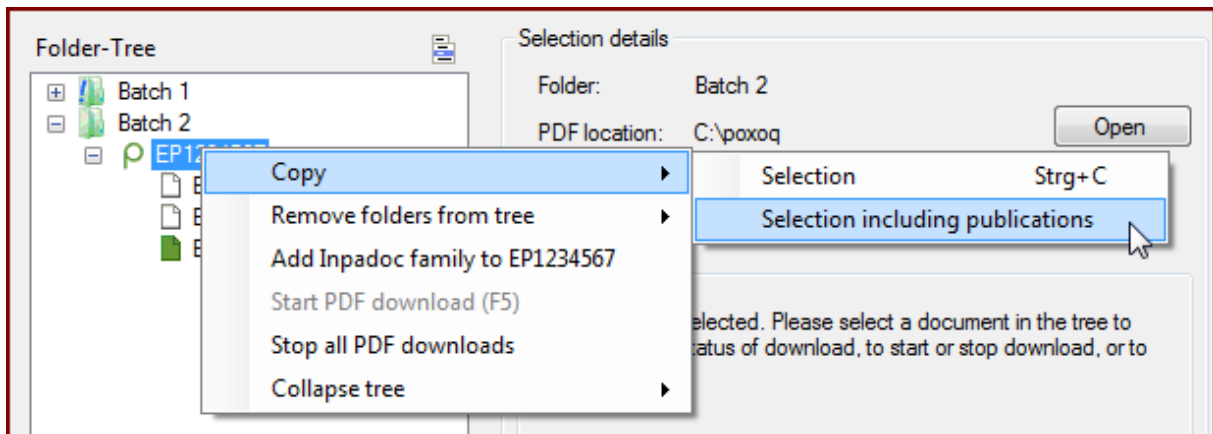 Folder-Tree
Batch 1
Batch 2
Selection details
Folder: Batch 2
PDF location: C:\poxoq
Open
Copy
Remove folders from tree
Add Inpadoc family to EP1234567
Start PDF download (F5)
Stop all PDF downloads
Collapse tree
Selection Strg+C
Selection including publications
elected. Please select a document in the tree to
tatus of download, to start or stop download, or to